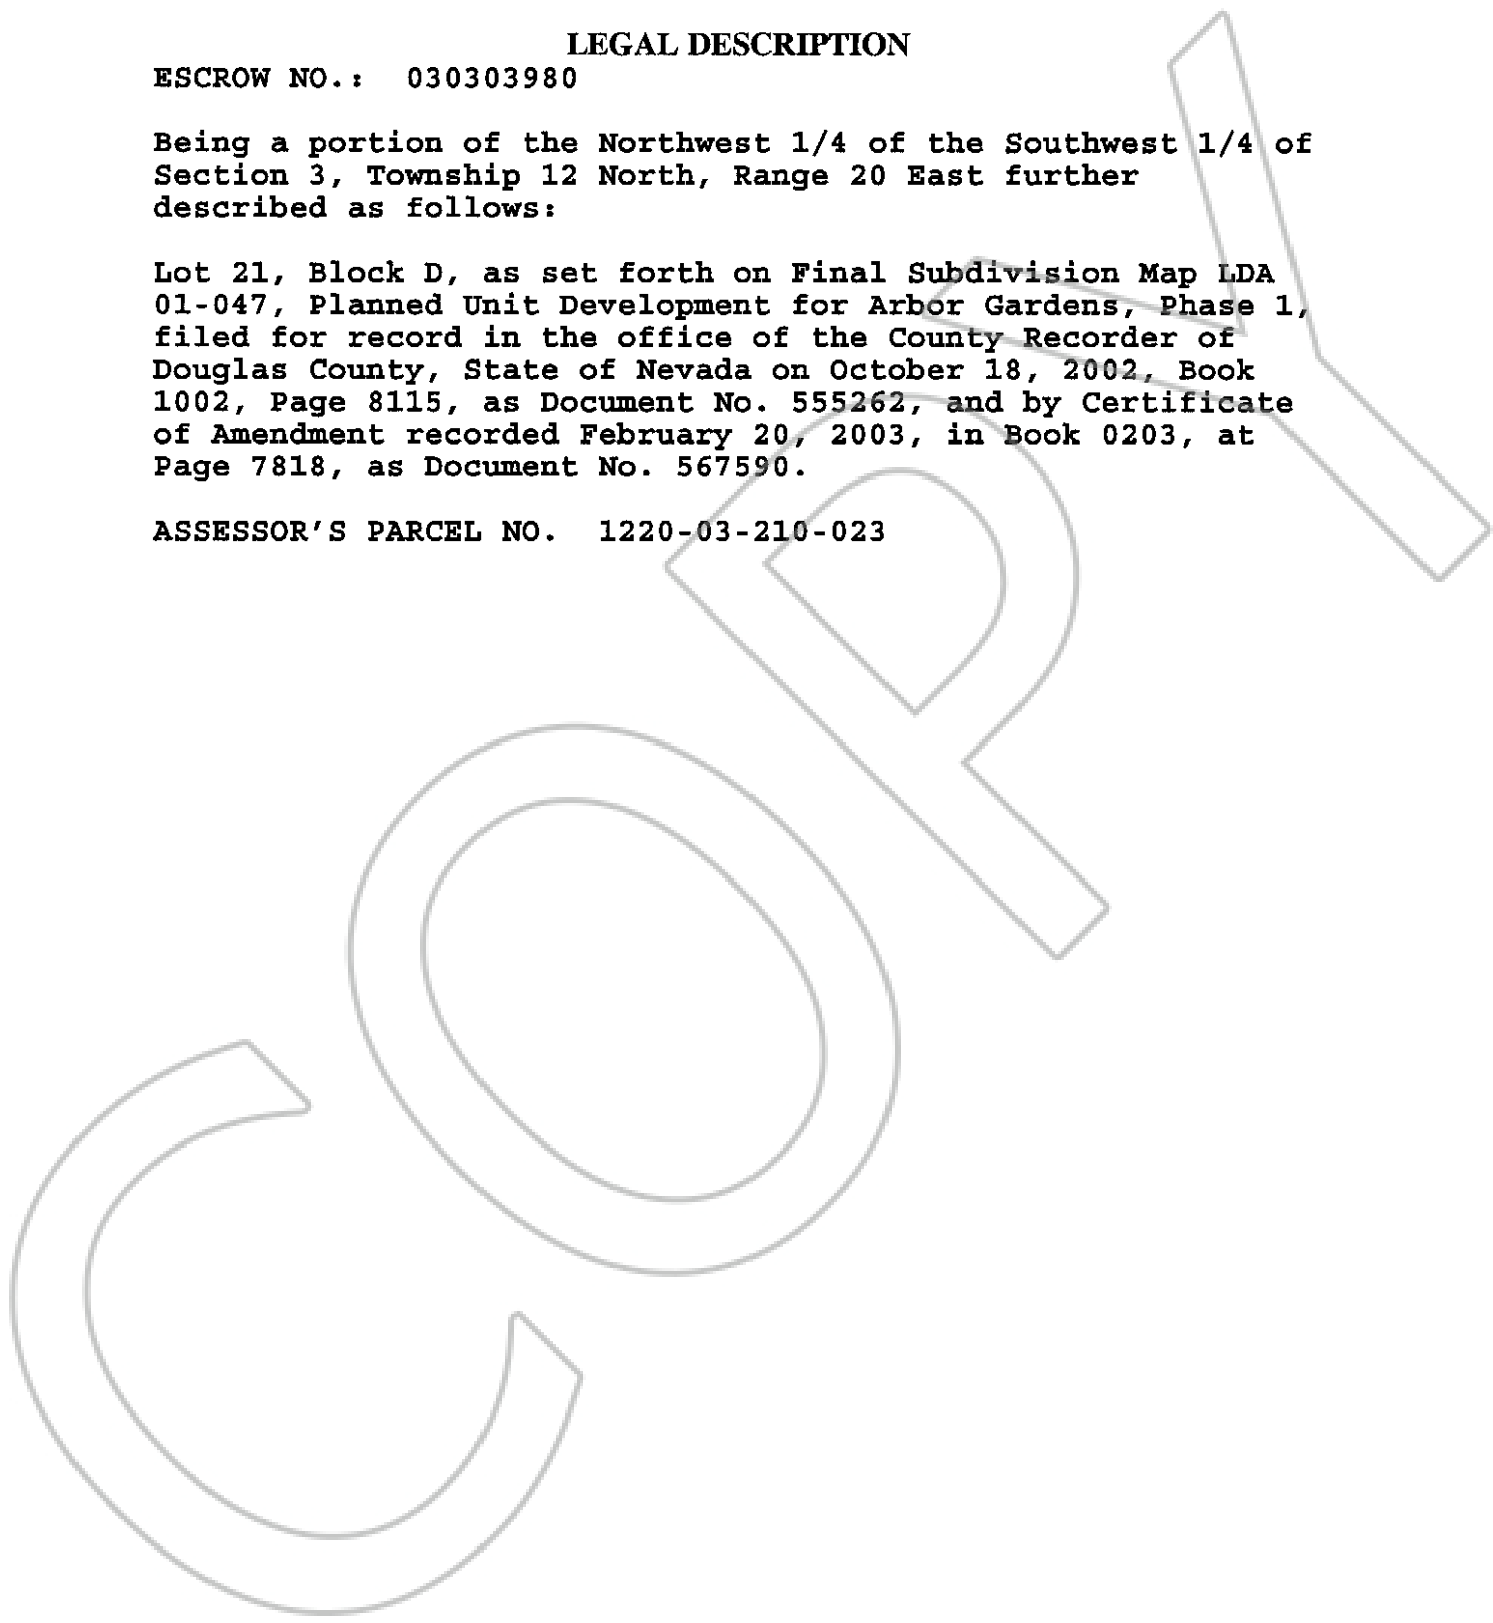 LEGAL DESCRIPTION
ESCROW NO.: 030303980
Being a portion of the Northwest 1/4 of the Southwest 1/4 of
Section 3, Township 12 North, Range 20 East further
described as follows:
Lot 21, Block D, as set forth on Final Subdivision Map LDA
01-047, Planned Unit Development for Arbor Gardens, Phase 1,
filed for record in the office of the County Recorder of
Douglas County, State of Nevada on October 18, 2002, Book
1002, Page 8115, as Document No. 555262, and by Certificate
of Amendment recorded February 20, 2003, in Book 0203, at
Page 7818, as Document No. 567590.
ASSESSOR'S PARCEL NO. 1220-03-210-023
COPY